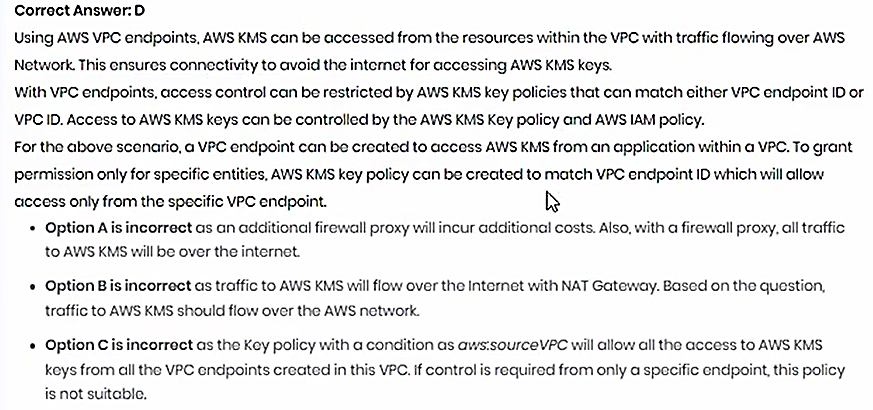 Correct Answer: D
Using AWS VPC endpoints, AWS KMS can be accessed from the resources within the VPC with traffic flowing over AWS
Network. This ensures connectivity to avoid the internet for accessing AWS KMS keys.
With VPC endpoints, access control can be restricted by AWS KMS key policies that can match either VPC endpoint ID or
VPC ID. Access to AWS KMS keys can be controlled by the AWS KMS Key policy and AWS IAM policy.
For the above scenario, a VPC endpoint can be created to access AWS KMS from an application within a VPC. To grant
permission only for specific entities, AWS KMS key policy can be created to match VPC endpoint ID which will allow
access only from the specific VPC endpoint.
• Option A is incorrect as an additional firewall proxy will incur additional costs. Also, with a firewall proxy, all traffic
to AWS KMS will be over the internet.
• Option B is incorrect as traffic to AWS KMS will flow over the Internet with NAT Gateway. Based on the question,
traffic to AWS KMS should flow over the AWS network.
• Option C is incorrect as the Key policy with a condition as aws:sourceVPC will allow all the access to AWS KMS
keys from all the VPC endpoints created in this VPC. If control is required from only a specific endpoint, this policy
is not suitable.